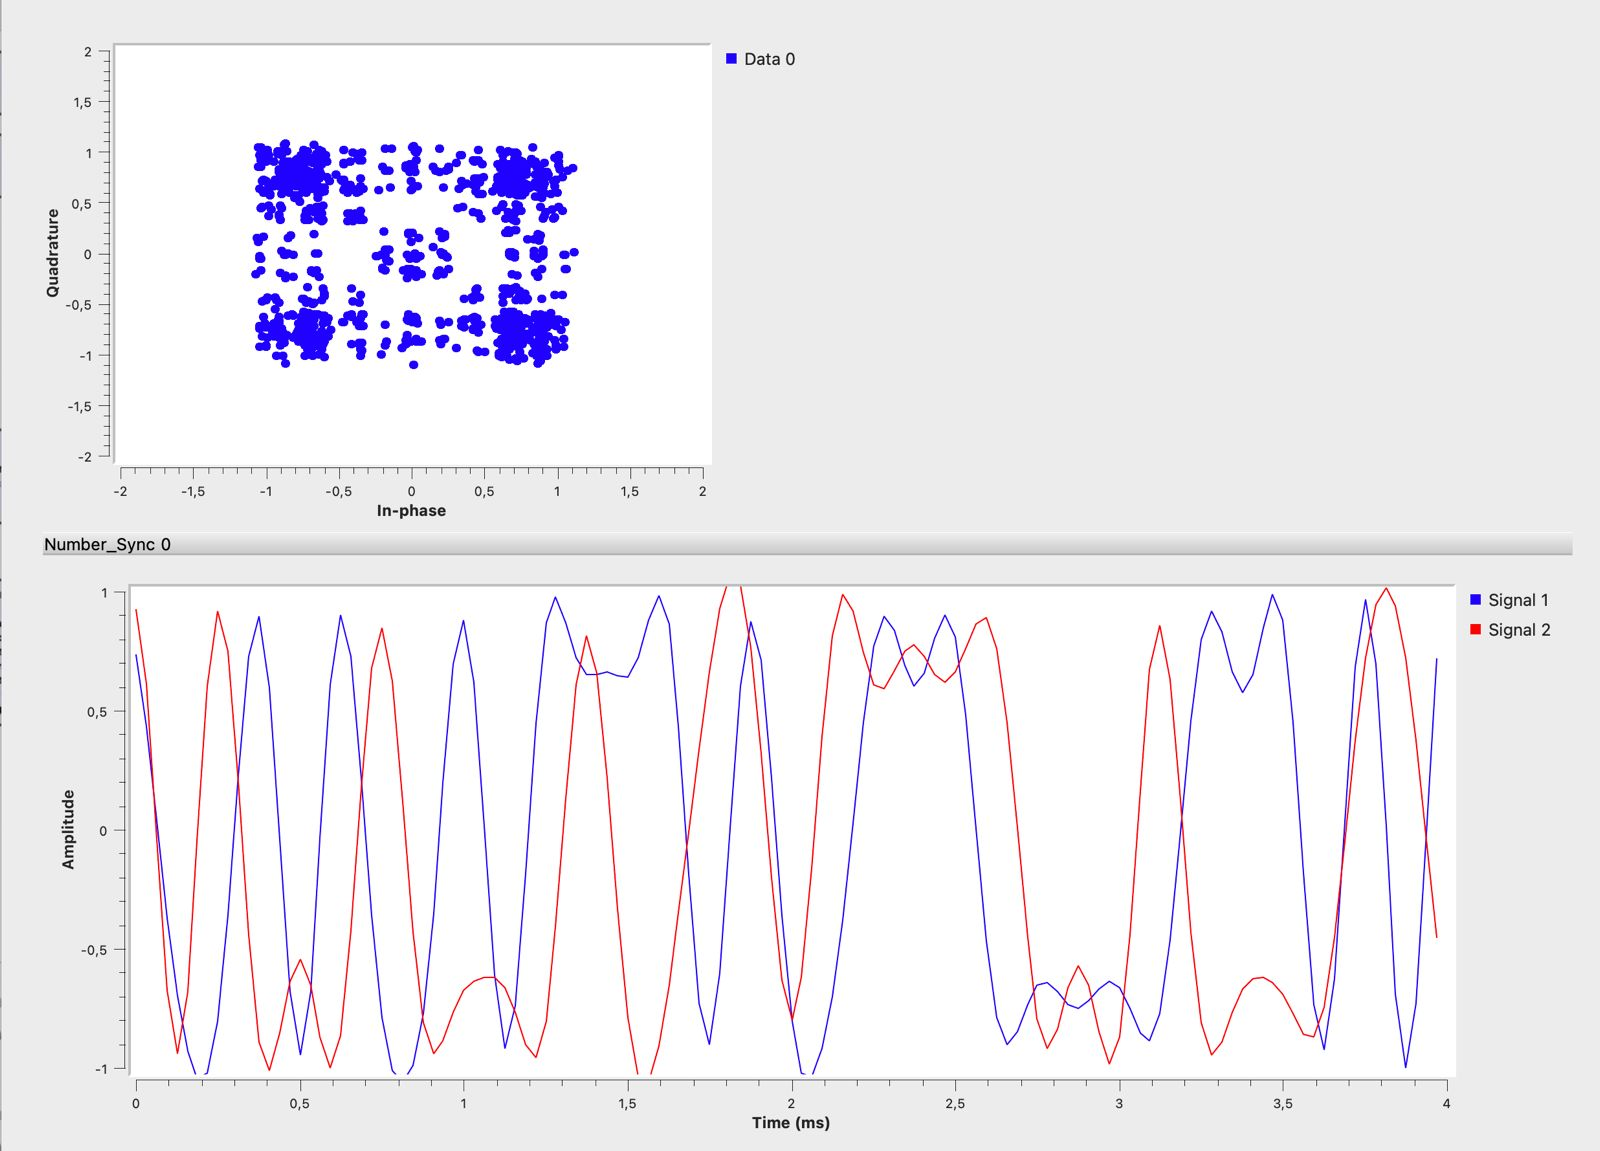 2
1,5
1
0,5
0
-0,5
-1
-1,5
-2
Quadrature
-2 -1,5 -1 -0,5 0 0,5 1 1,5 2
In-phase
Data 0
Number_Sync 0
1
0,5
0
-0,5
-1
Amplitude
0 0,5 1 1,5 2 2,5 3 3,5 4
Time (ms)
Signal 1
Signal 2